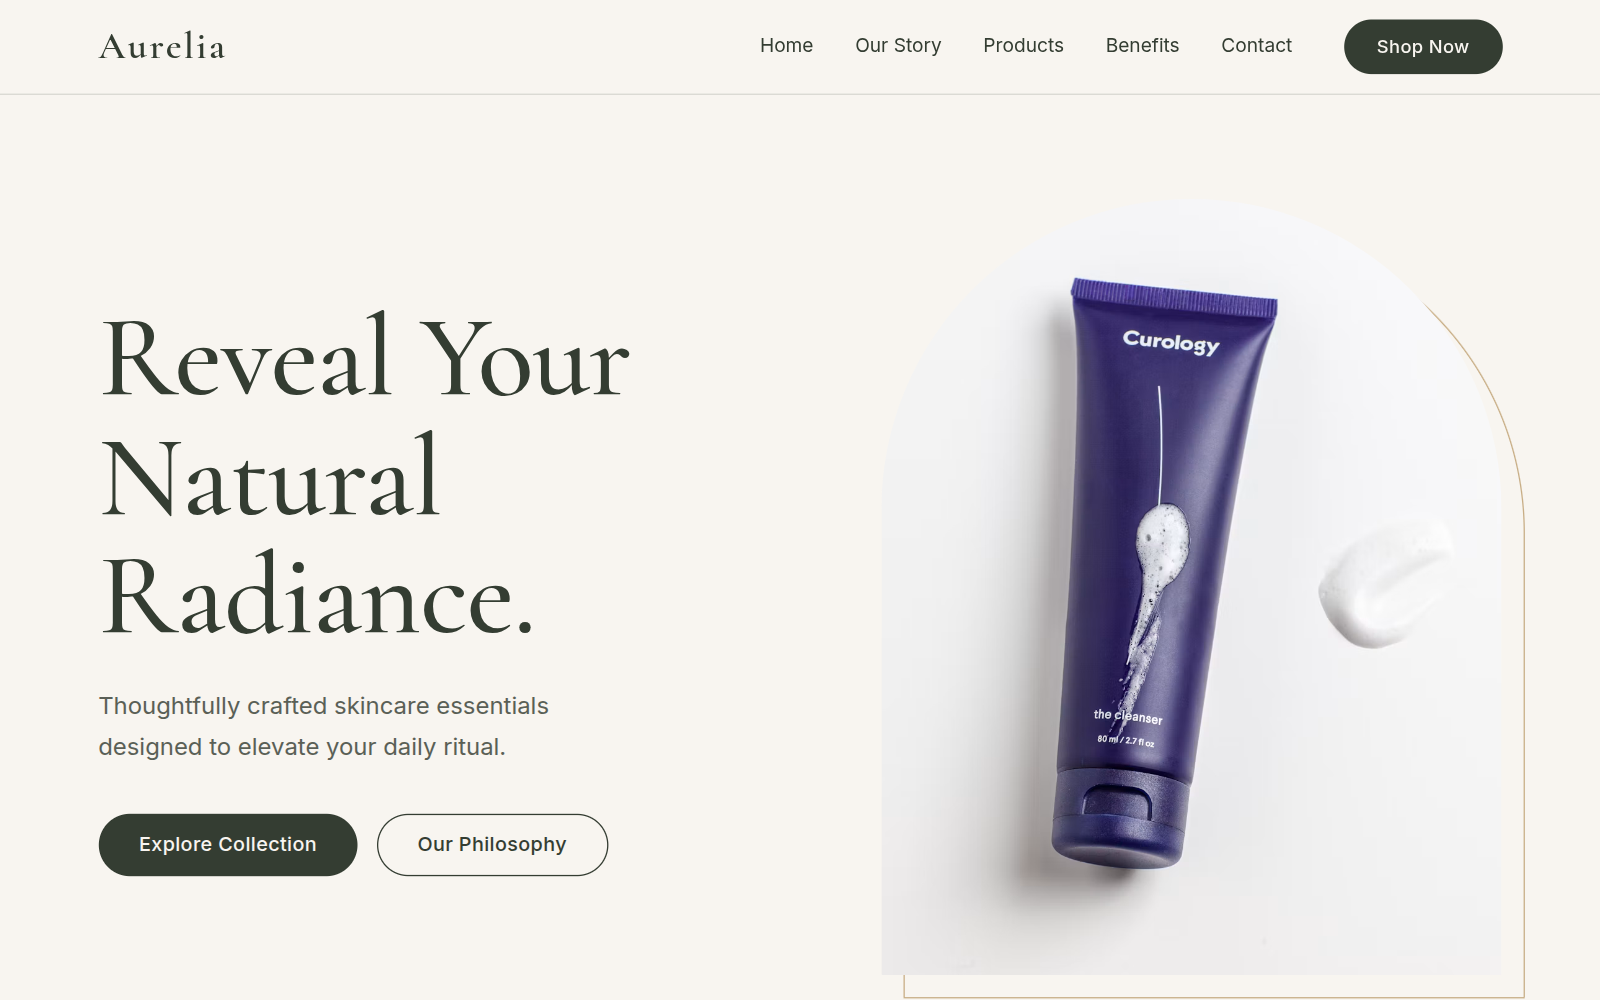 Aurelia
Home
Our Story
Products
Benefits
Contact
Shop Now
Reveal Your
Natural
Radiance.
Thoughtfully crafted skincare essentials
designed to elevate your daily ritual.
Explore Collection
Our Philosophy
Curology
the cleanser
80 ml / 2.7 fl oz